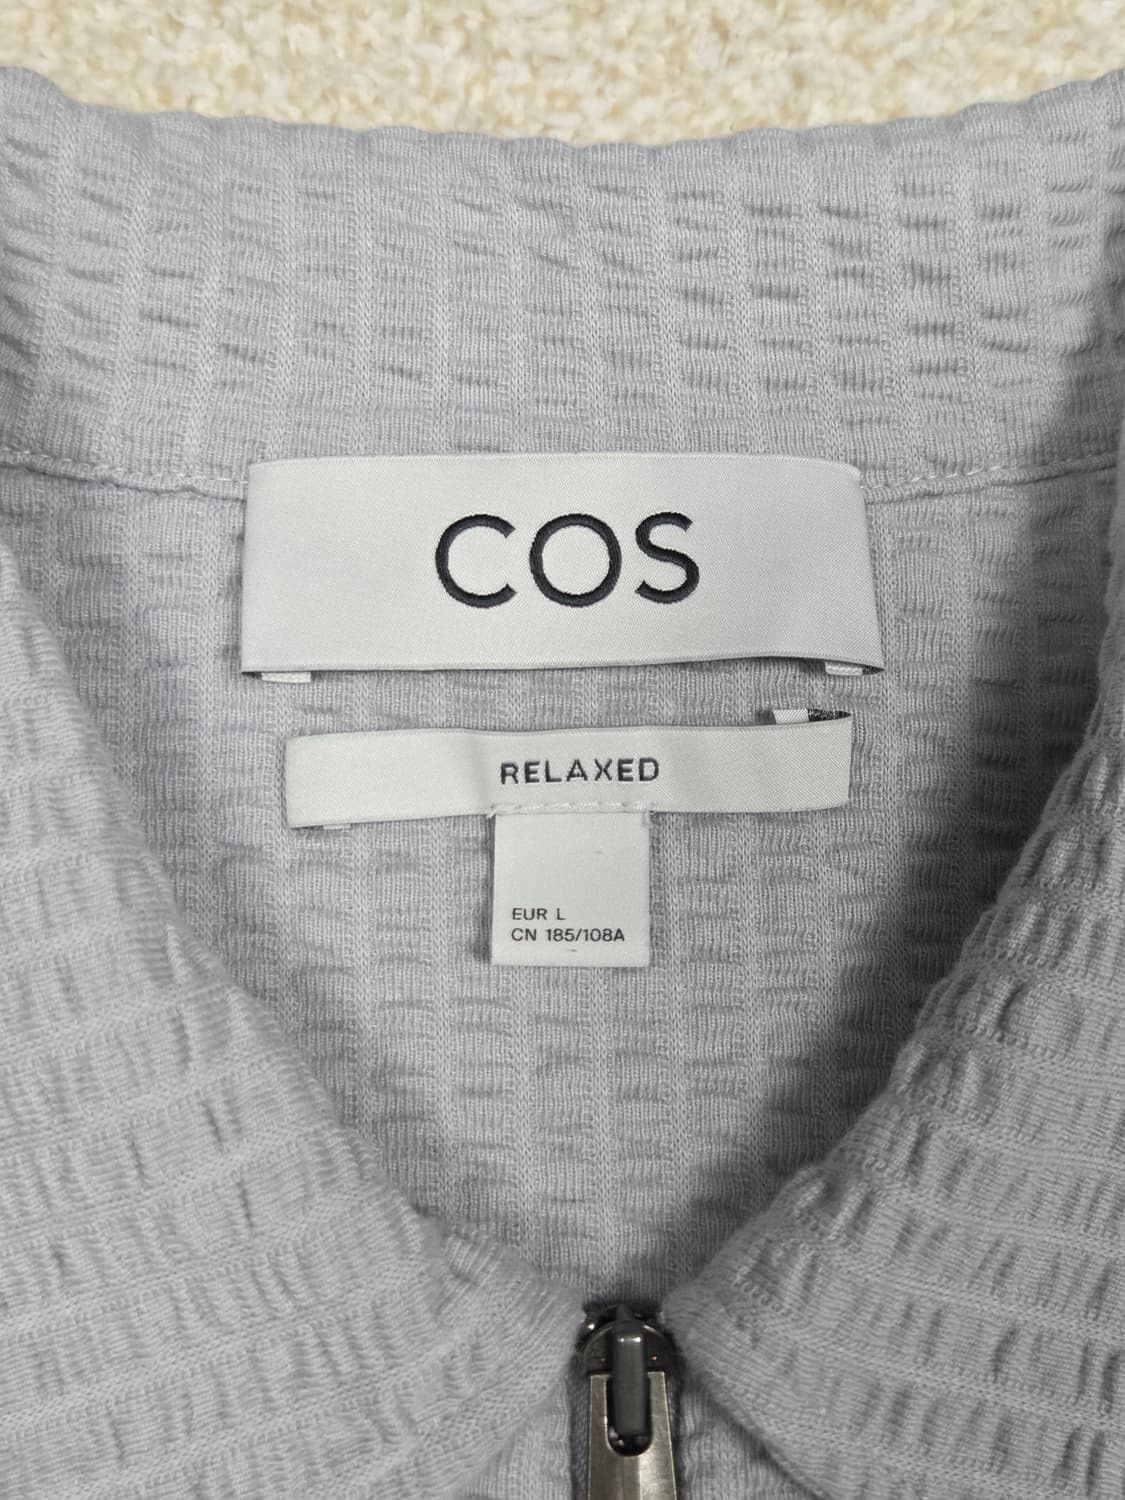 COS
RELAXED
EUR L
CN 185/108A